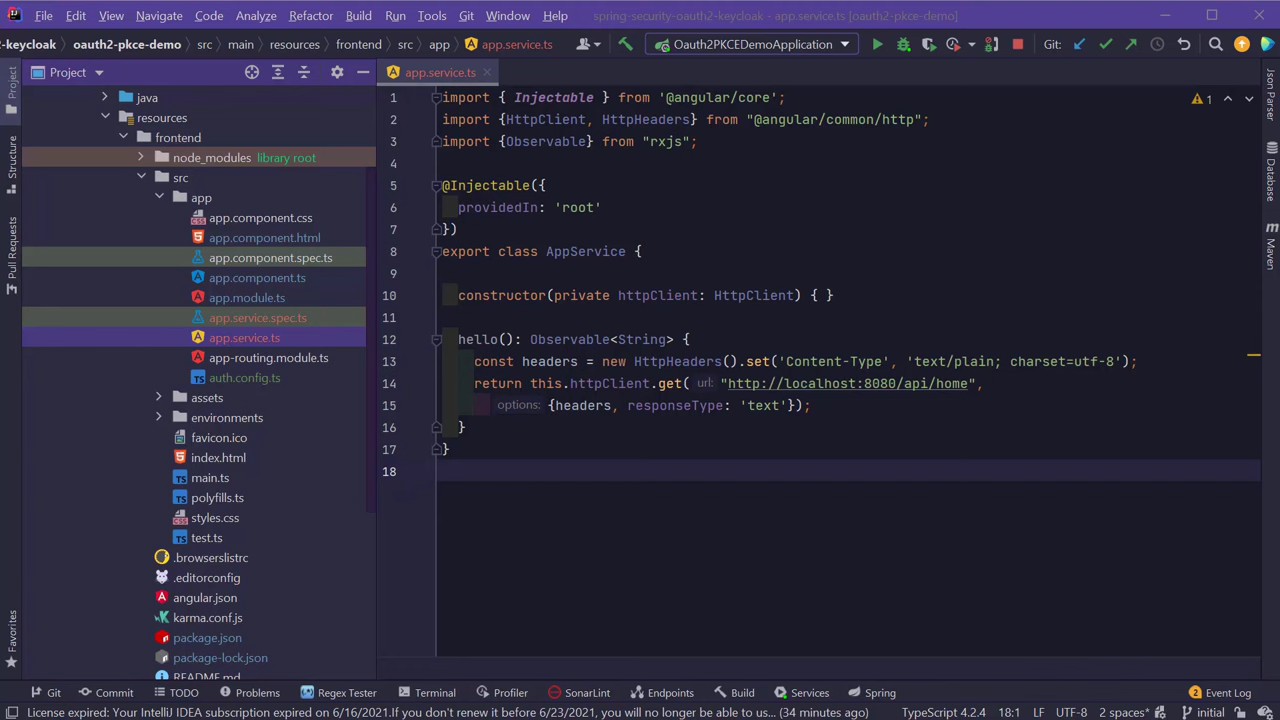 File Edit View Navigate Code Analyze Refactor Build Run Tools Git Window Help spring-security-oauth2-keycloak - app.service.ts [oauth2-pkce-demo]
-keycloak oauth2-pkce-demo src main resources frontend src app app.service.ts Oauth2PKCEDemoApplication Git:
Project
app.service.ts
Project
Structure
Pull Requests
Favorites
java
resources
frontend
node_modules library root
src
app
app.component.css
app.component.html
app.component.spec.ts
app.component.ts
app.module.ts
app.service.spec.ts
app.service.ts
app-routing.module.ts
auth.config.ts
assets
environments
favicon.ico
index.html
main.ts
polyfills.ts
styles.css
test.ts
.browserslistrc
.editorconfig
angular.json
karma.conf.js
package.json
package-lock.json
README.md
1 import { Injectable } from '@angular/core';
2 import {HttpClient, HttpHeaders} from "@angular/common/http";
3 import {Observable} from "rxjs";
4
5 @Injectable({
6 providedIn: 'root'
7 })
8 export class AppService {
9
10 constructor(private httpClient: HttpClient) { }
11
12 hello(): Observable<String> {
13 const headers = new HttpHeaders().set('Content-Type', 'text/plain; charset=utf-8');
14 return this.httpClient.get( url: "http://localhost:8080/api/home",
15 options: {headers, responseType: 'text'});
16 }
17 }
18
1
Json Parser
Database
Maven
Git Commit TODO Problems Regex Tester Terminal Profiler SonarLint Endpoints Build Services Spring 2 Event Log
License expired: Your IntelliJ IDEA subscription expired on 6/16/2021.If you don't renew it before 6/23/2021, you will no longer be able to us... (34 minutes ago) TypeScript 4.2.4 18:1 LF UTF-8 2 spaces* initial